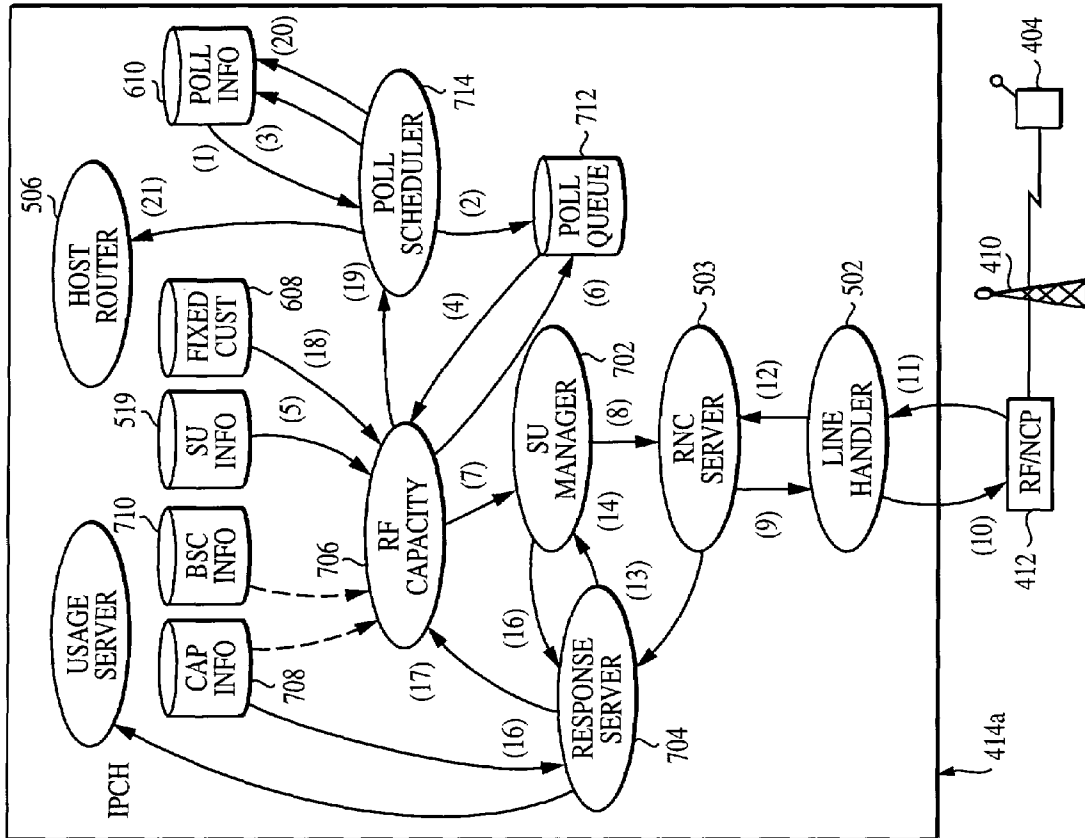 506
HOST
ROUTER
(21)
610
POLL
INFO
(20)
(1)
(3)
POLL
SCHEDULER
714
(2)
712
POLL
QUEUE
(19)
(4)
(6)
FIXED
CUST
608
(18)
519
SU
INFO
(5)
710
BSC
INFO
CAP
INFO
708
USAGE
SERVER
IPCH
706
RF
CAPACITY
(7)
(17)
(16)
SU
MANAGER
702
(8)
(14)
(16)
(13)
RESPONSE
SERVER
704
503
RNC
SERVER
(12)
(9)
502
LINE
HANDLER
(11)
(10)
RF/NCP
412
410
404
414a